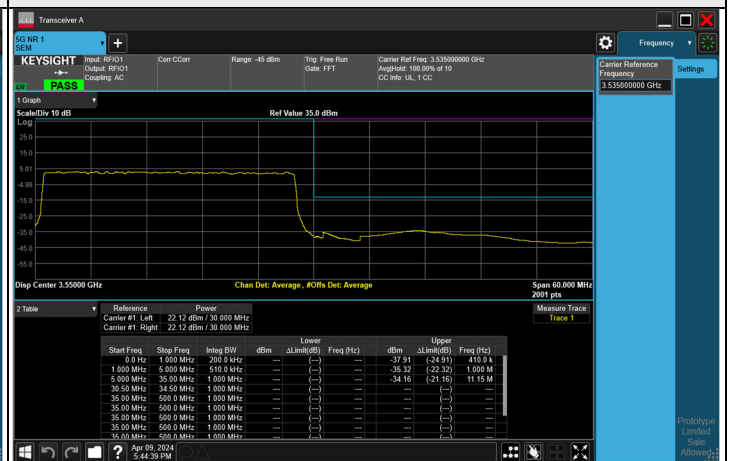 Transceiver A
5G NR 1
SEM
Frequency
KEYSIGHT
Input: RFIO1
Output: RFIO1
Coupling: AC
Corr CCorr
Range: -45 dBm
Trig: Free Run
Gate: FFT
Carrier Ref Freq: 3.535000000 GHz
Avg|Hold: 100.00% of 10
CC Info: UL, 1 CC
LXI PASS
Carrier Reference Frequency
3.535000000 GHz
Settings
1 Graph
Scale/Div 10 dB
Ref Value 35.0 dBm
Log
25.0
15.0
5.01
-4.99
-15.0
-25.0
-35.0
-45.0
-55.0
Disp Center 3.55000 GHz
Chan Det: Average, #Offs Det: Average
Span 60.000 MHz
2001 pts
2 Table
Reference Power
Carrier #1: Left 22.12 dBm / 30.000 MHz
Carrier #1: Right 22.12 dBm / 30.000 MHz
Measure Trace
Trace 1
Lower Upper
Start Freq Stop Freq Integ BW dBm ΔLimit(dB) Freq (Hz) dBm ΔLimit(dB) Freq (Hz)
0.0 Hz 1.000 MHz 200.0 kHz --- (---) --- -37.91 (-24.91) 410.0 k
1.000 MHz 5.000 MHz 510.0 kHz --- (---) --- -35.32 (-22.32) 1.000 M
5.000 MHz 35.00 MHz 1.000 MHz --- (---) --- -34.16 (-21.16) 11.15 M
30.50 MHz 34.50 MHz 1.000 MHz --- (---) --- --- (---) ---
35.00 MHz 500.0 MHz 1.000 MHz --- (---) --- --- (---) ---
35.00 MHz 500.0 MHz 1.000 MHz --- (---) --- --- (---) ---
35.00 MHz 500.0 MHz 1.000 MHz --- (---) --- --- (---) ---
35.00 MHz 500.0 MHz 1.000 MHz --- (---) --- --- (---) ---
Prototype
Limited
Sale
Allowed
Apr 09, 2024
5:44:39 PM